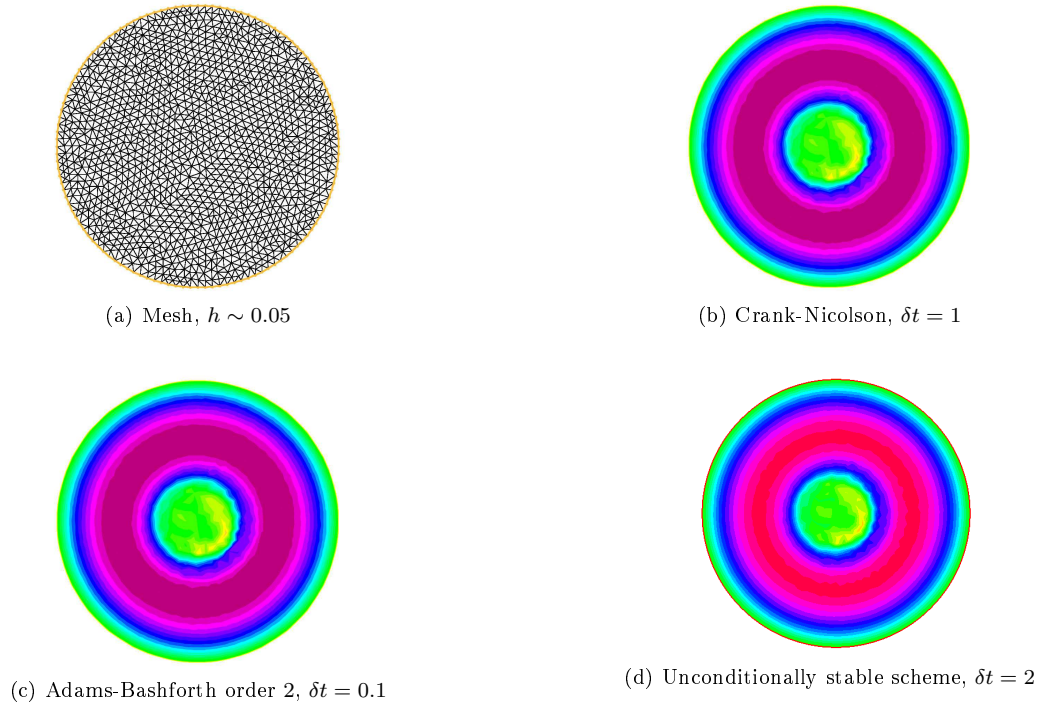 (a) Mesh, h ∼ 0.05
(b) Crank-Nicolson, δt = 1
(c) Adams-Bashforth order 2, δt = 0.1
(d) Unconditionally stable scheme, δt = 2